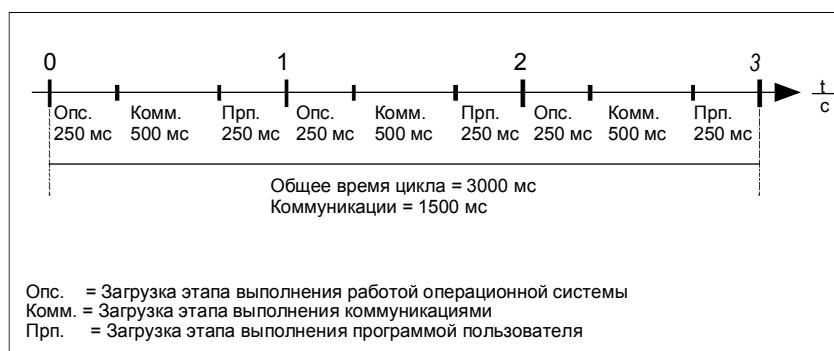 0 1 2 3
t
с
Опс. Комм. Прп. Опс. Комм. Прп. Опс. Комм. Прп.
250 мс 500 мс 250 мс 250 мс 500 мс 250 мс 250 мс 500 мс 250 мс
Общее время цикла = 3000 мс
Коммуникации = 1500 мс
Опс. = Загрузка этапа выполнения работой операционной системы
Комм. = Загрузка этапа выполнения коммуникациями
Прп. = Загрузка этапа выполнения программой пользователя